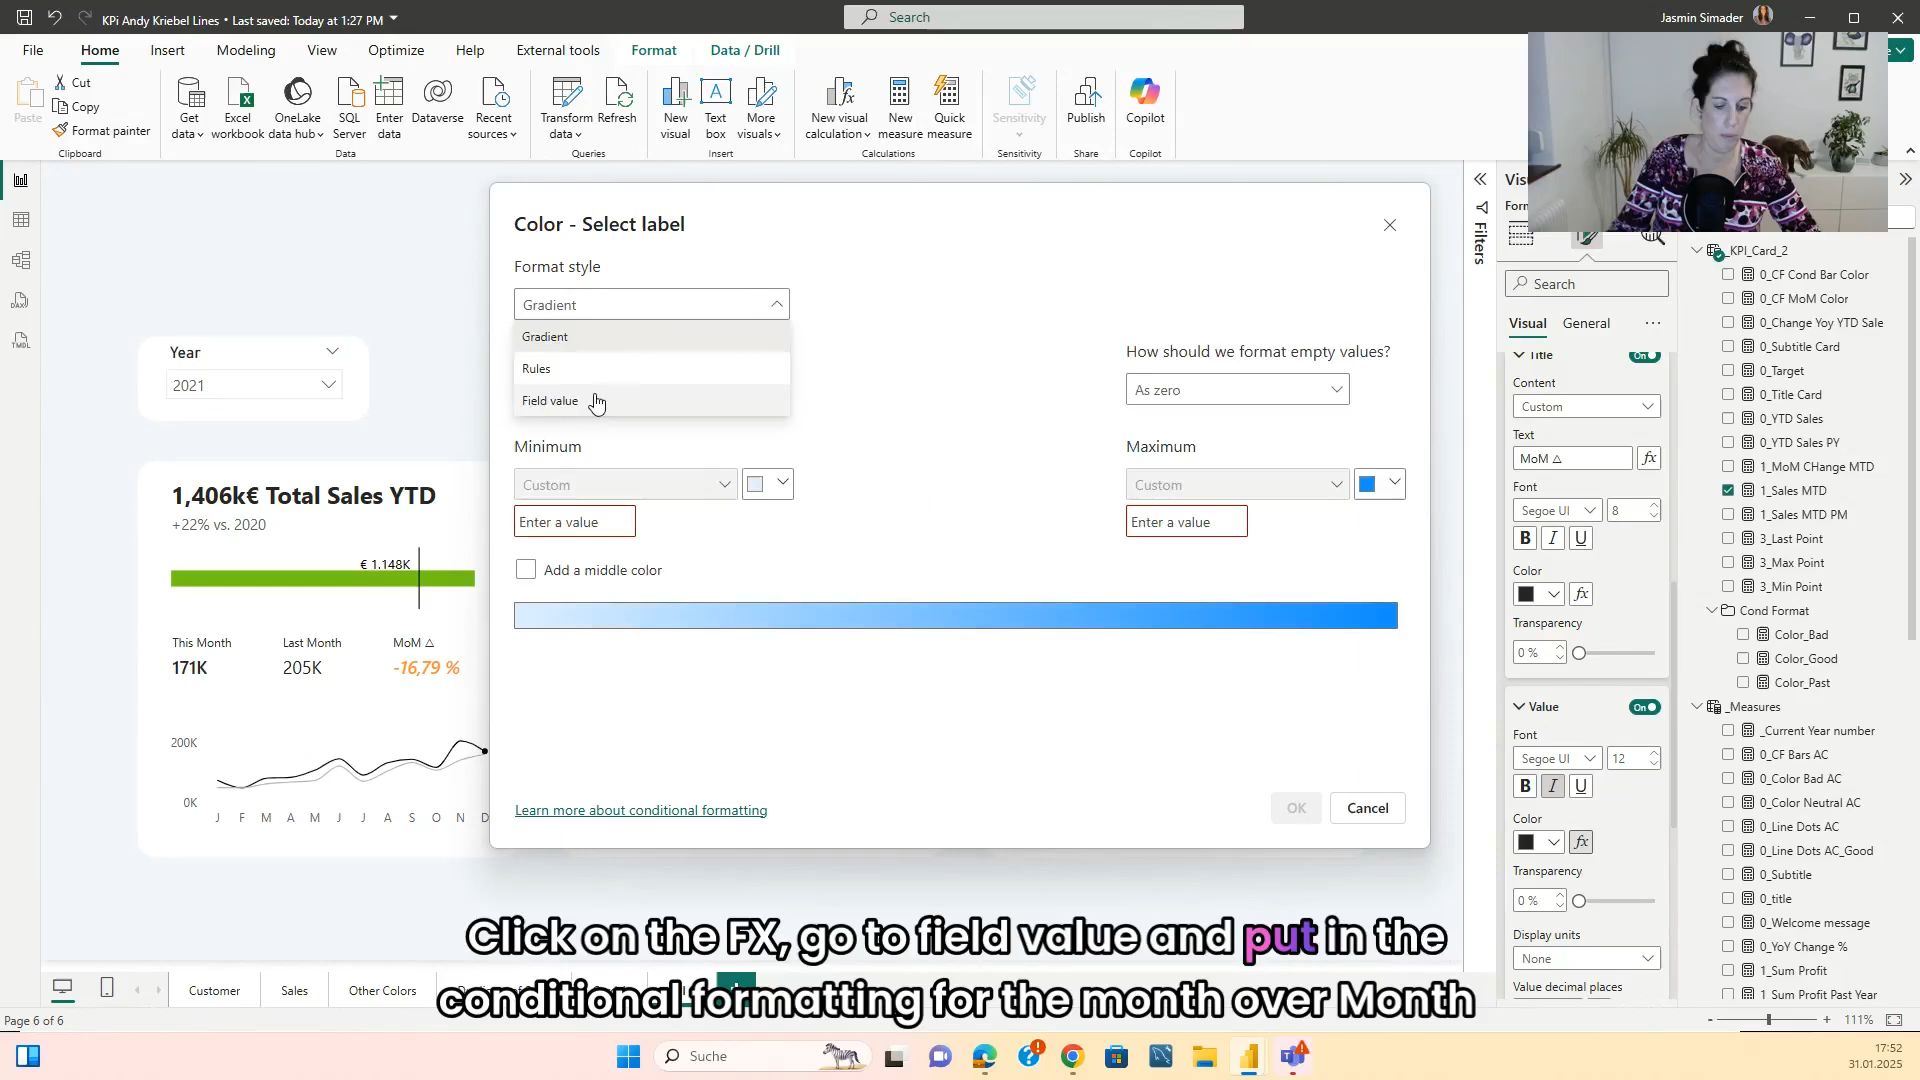 KPi Andy Kriebel Lines • Last saved: Today at 1:27 PM
Search
Jasmin Simader
File Home Insert Modeling View Optimize Help External tools Format Data / Drill
Paste
Cut
Copy
Format painter
Get data
Excel workbook
OneLake data hub
SQL Server
Enter data
Dataverse
Recent sources
Transform data
Refresh
New visual
Text box
More visuals
New visual calculation
New measure
Quick measure
Sensitivity
Publish
Copilot
Clipboard Data Queries Insert Calculations Sensitivity Share Copilot
DAX
TMDL
Year
2021
1,406k€ Total Sales YTD
+22% vs. 2020
€ 1.148K
This Month Last Month MoM △
171K 205K -16,79 %
200K
0K
J F M A M J J A S O N D
Color - Select label
Format style
Gradient
Gradient
Rules
Field value
How should we format empty values?
As zero
Minimum
Custom
Enter a value
Maximum
Custom
Enter a value
Add a middle color
Learn more about conditional formatting
OK
Cancel
Click on the FX, go to field value and put in the
conditional formatting for the month over Month
Filters
Search
Visual General
Title
On
Content
Custom
Text
MoM △
fx
Font
Segoe UI 8
B I U
Color
fx
Transparency
0 %
Value
On
Font
Segoe UI 12
B I U
Color
fx
Transparency
0 %
Display units
None
Value decimal places
_KPI_Card_2
0_CF Cond Bar Color
0_CF MoM Color
0_Change Yoy YTD Sale
0_Subtitle Card
0_Target
0_Title Card
0_YTD Sales
0_YTD Sales PY
1_MoM CHange MTD
1_Sales MTD
1_Sales MTD PM
3_Last Point
3_Max Point
3_Min Point
Cond Format
Color_Bad
Color_Good
Color_Past
_Measures
_Current Year number
0_CF Bars AC
0_Color Bad AC
0_Color Neutral AC
0_Line Dots AC
0_Line Dots AC_Good
0_Subtitle
0_title
0_Welcome message
0_YoY Change %
1_Sum Profit
1_Sum Profit Past Year
Customer Sales Other Colors
Page 6 of 6
111%
Suche
17:52
31.01.2025